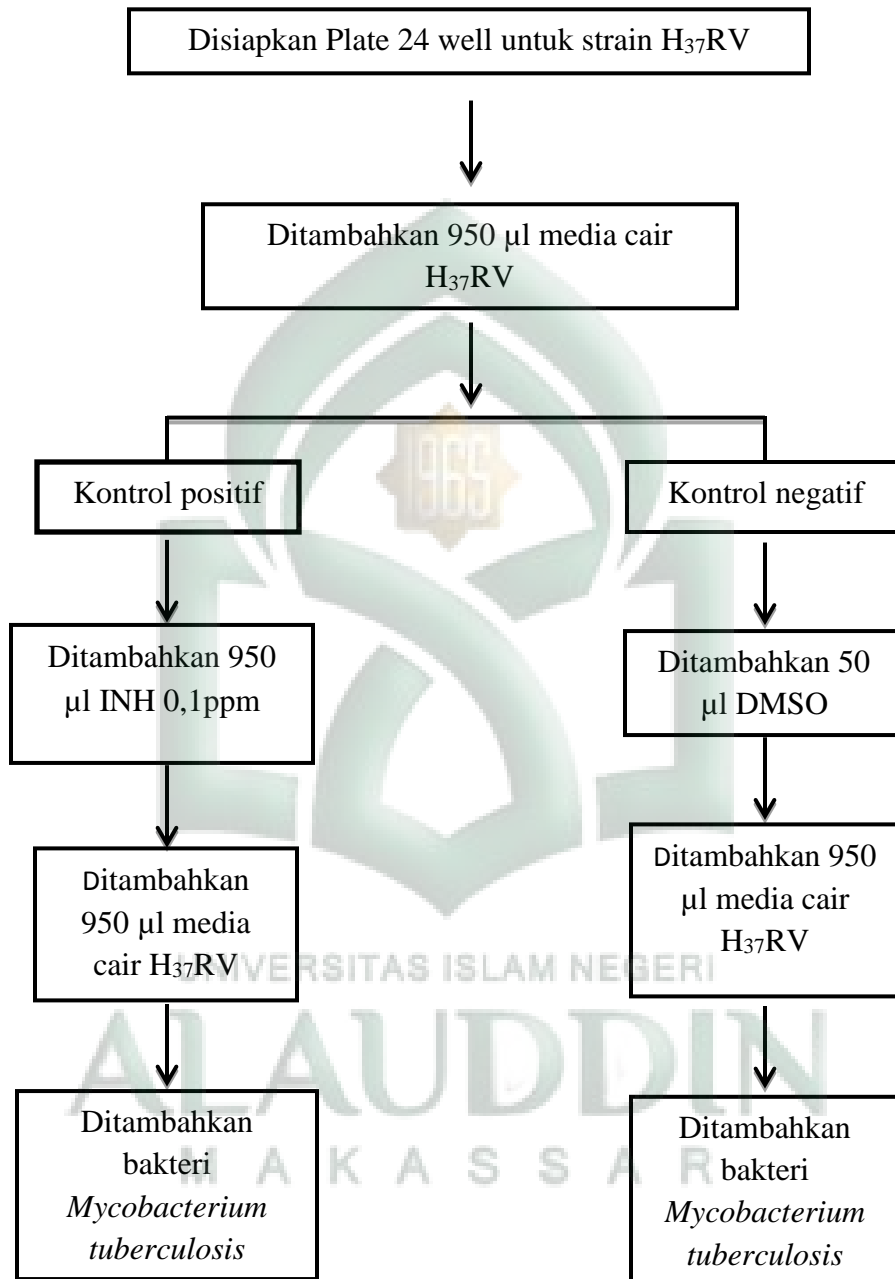 Disiapkan Plate 24 well untuk strain H₃₇RV
Ditambahkan 950 µl media cair
H₃₇RV
965
Kontrol positif
Kontrol negatif
Ditambahkan 950
µl INH 0,1ppm
Ditambahkan 50
µl DMSO
Ditambahkan
950 µl media
cair H₃₇RV
Ditambahkan 950
µl media cair
H₃₇RV
UNIVERSITAS ISLAM NEGERI
ALAUDDIN
MAKASSAR
Ditambahkan
bakteri
Mycobacterium
tuberculosis
Ditambahkan
bakteri
Mycobacterium
tuberculosis